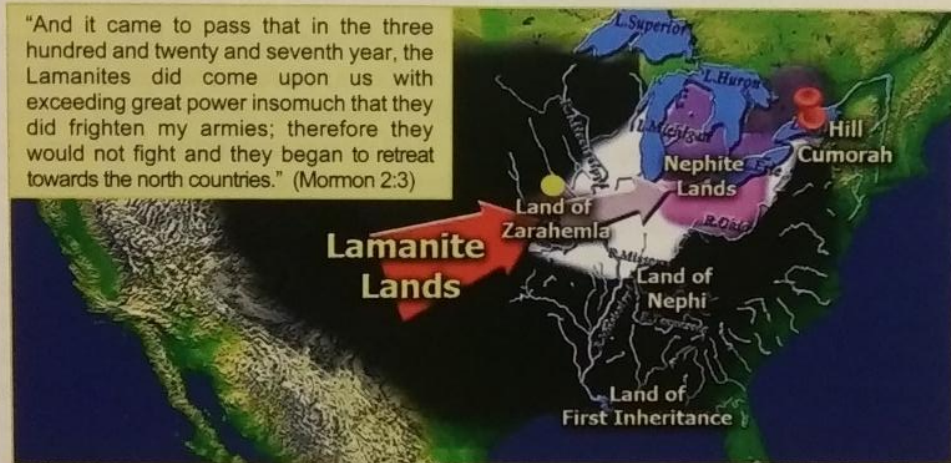 “And it came to pass that in the three
hundred and twenty and seventh year, the
Lamanites did come upon us with
exceeding great power insomuch that they
did frighten my armies; therefore they
would not fight and they began to retreat
towards the north countries.” (Mormon 2:3)
L.Superior
L.Huron
L.Michigan
Erie
Hill
Cumorah
Nephite
Lands
R.Ohio
Land of
Zarahemla
Lamanite
Lands
Land of
Nephi
Land of
First Inheritance